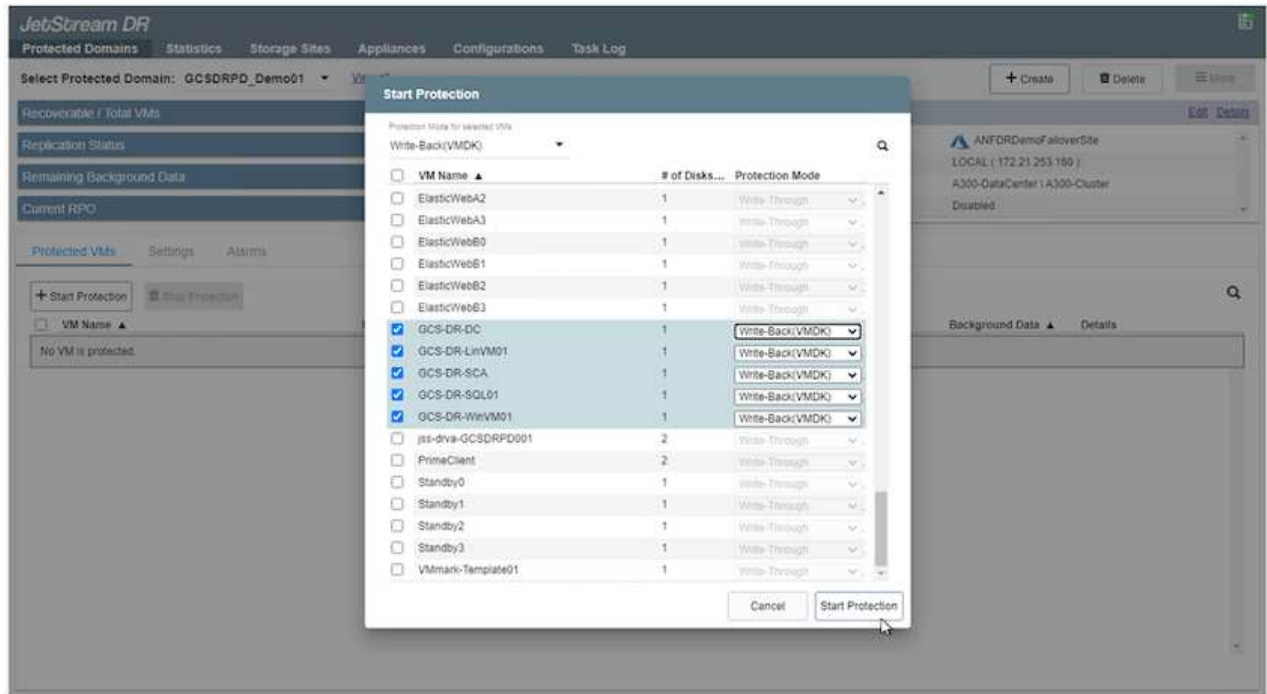 JetStream DR
Protected Domains Statistics Storage Sites Appliances Configurations Task Log
Select Protected Domain: GCSDRPD_Demo01
+ Create Delete
Recoverable / Total VMs
Edit Details
Replication Status
Remaining Background Data
Current RPO
ANFDRDemoFailoverSite
LOCAL ( 172.21.253.160 )
A300-DataCenter \ A300-Cluster
Disabled
Protected VMs Settings Alarms
+ Start Protection Stop Protection
VM Name ▲
Background Data ▲ Details
No VM is protected.
Start Protection
Protection Mode for selected VMs
Write-Back(VMDK)
VM Name ▲ # of Disks... Protection Mode
ElasticWebA2 1 Write-Through
ElasticWebA3 1 Write-Through
ElasticWebB0 1 Write-Through
ElasticWebB1 1 Write-Through
ElasticWebB2 1 Write-Through
ElasticWebB3 1 Write-Through
GCS-DR-DC 1 Write-Back(VMDK)
GCS-DR-LinVM01 1 Write-Back(VMDK)
GCS-DR-SCA 1 Write-Back(VMDK)
GCS-DR-SQL01 1 Write-Back(VMDK)
GCS-DR-WinVM01 1 Write-Back(VMDK)
jss-drva-GCSDRPD001 2 Write-Through
PrimeClient 2 Write-Through
Standby0 1 Write-Through
Standby1 1 Write-Through
Standby2 1 Write-Through
Standby3 1 Write-Through
VMmark-Template01 1 Write-Through
Cancel Start Protection